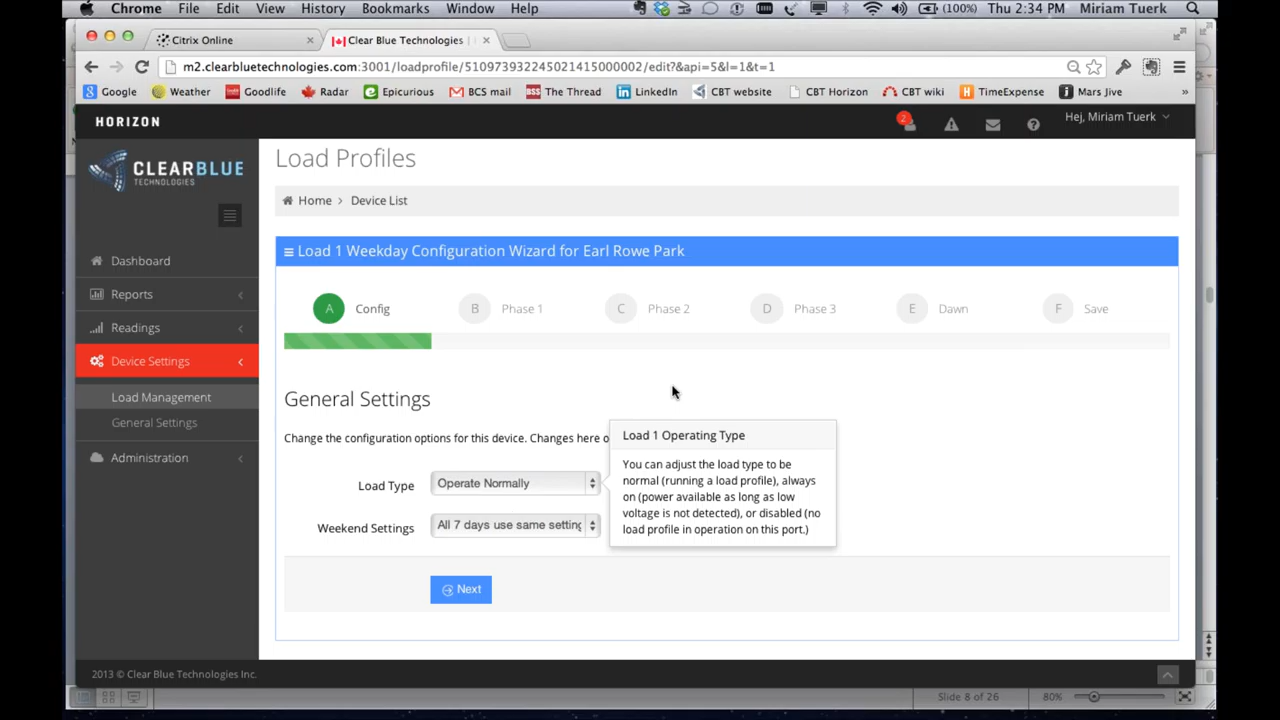 Chrome File Edit View History Bookmarks Window Help (100%) Thu 2:34 PM Miriam Tuerk
Citrix Online × Clear Blue Technologies | ×
m2.clearbluetechnologies.com:3001/loadprofile/510973932245021415000002/edit?&api=5&l=1&t=1
Google Weather Goodlife Radar Epicurious BCS mail The Thread LinkedIn CBT website CBT Horizon CBT wiki TimeExpense Mars Jive »
HORIZON 2 Hej, Miriam Tuerk
CLEARBLUE
TECHNOLOGIES
Load Profiles
Home > Device List
Dashboard
Reports
Readings
Device Settings
Load Management
General Settings
Administration
Load 1 Weekday Configuration Wizard for Earl Rowe Park
A Config B Phase 1 C Phase 2 D Phase 3 E Dawn F Save
General Settings
Change the configuration options for this device. Changes here o
Load Type Operate Normally
Weekend Settings All 7 days use same setting
Load 1 Operating Type
You can adjust the load type to be
normal (running a load profile), always
on (power available as long as low
voltage is not detected), or disabled (no
load profile in operation on this port.)
Next
2013 © Clear Blue Technologies Inc.
Slide 8 of 26 80%